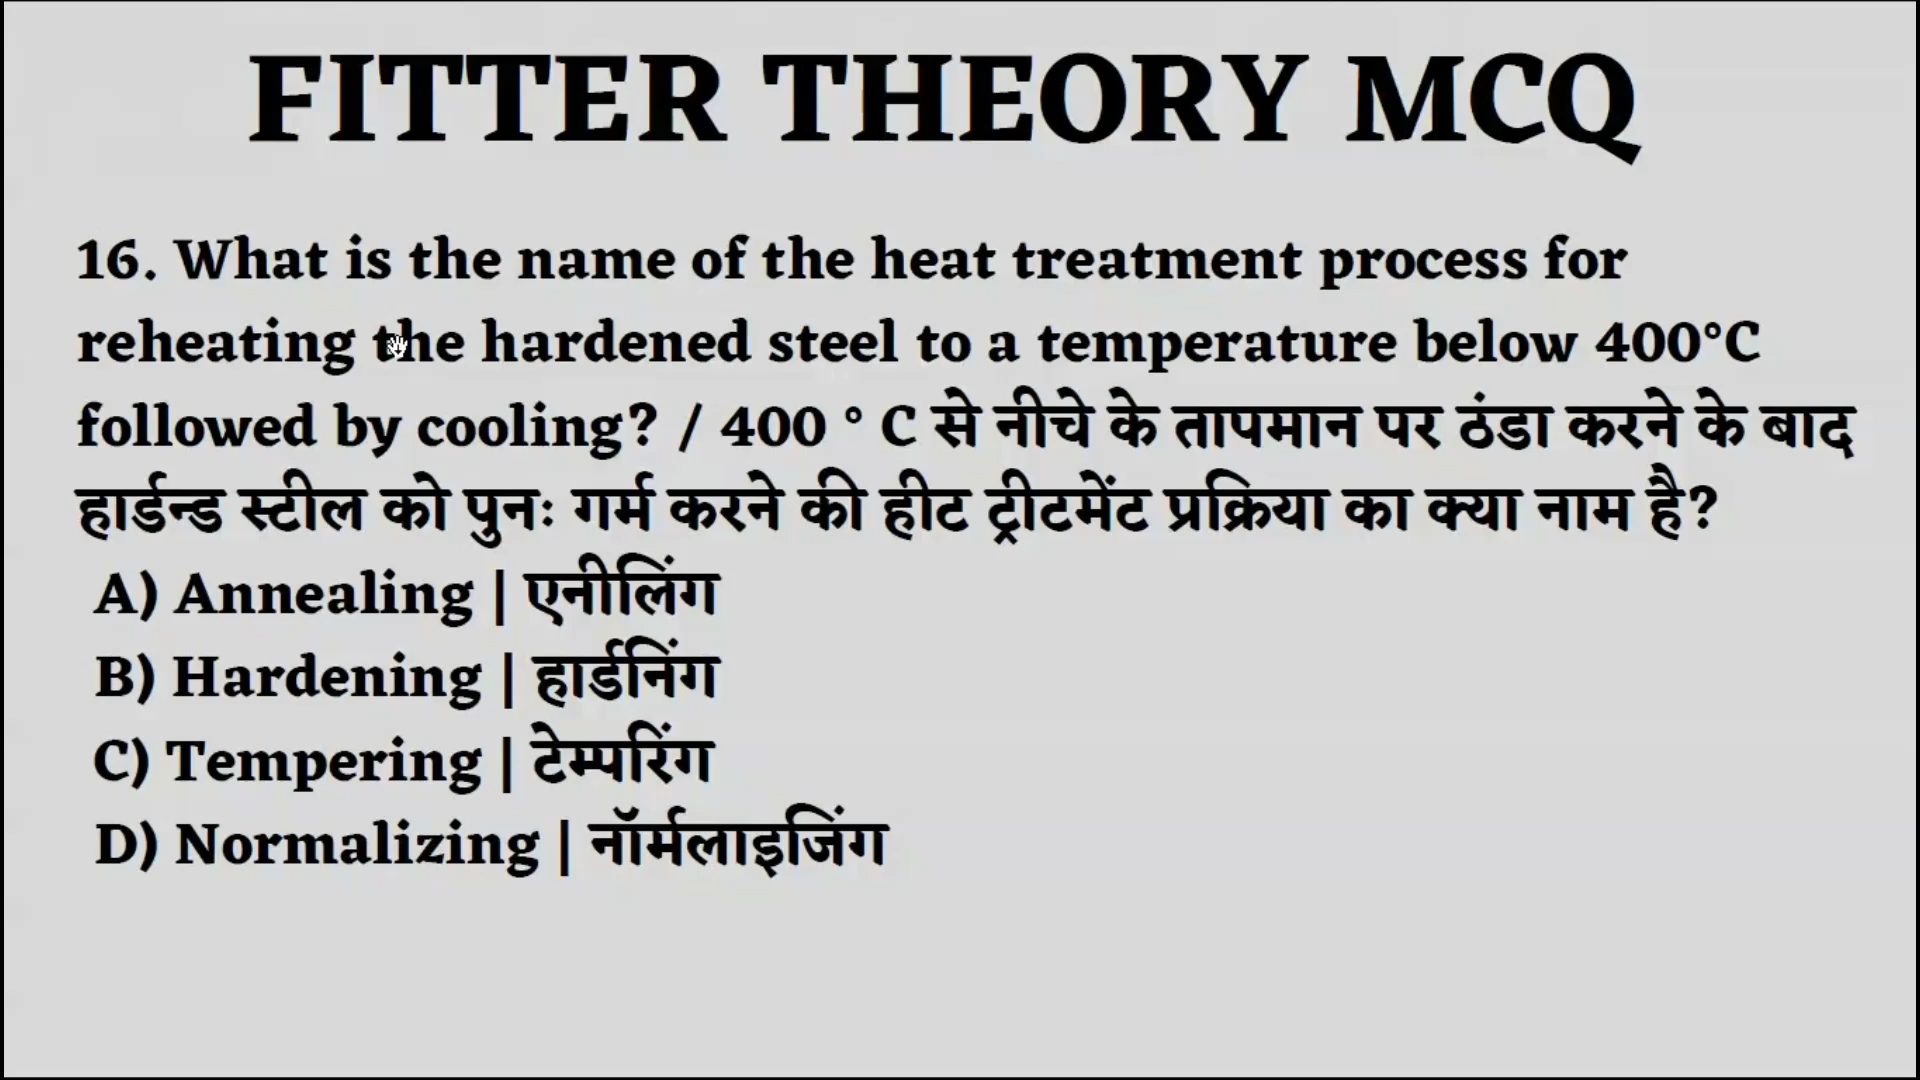 FITTER THEORY MCQ
16. What is the name of the heat treatment process for
reheating the hardened steel to a temperature below 400°C
followed by cooling? / 400 ° C से नीचे के तापमान पर ठंडा करने के बाद
हार्डन्ड स्टील को पुनः गर्म करने की हीट ट्रीटमेंट प्रक्रिया का क्या नाम है?
A) Annealing | एनीलिंग
B) Hardening | हार्डनिंग
C) Tempering | टेम्परिंग
D) Normalizing | नॉर्मलाइजिंग